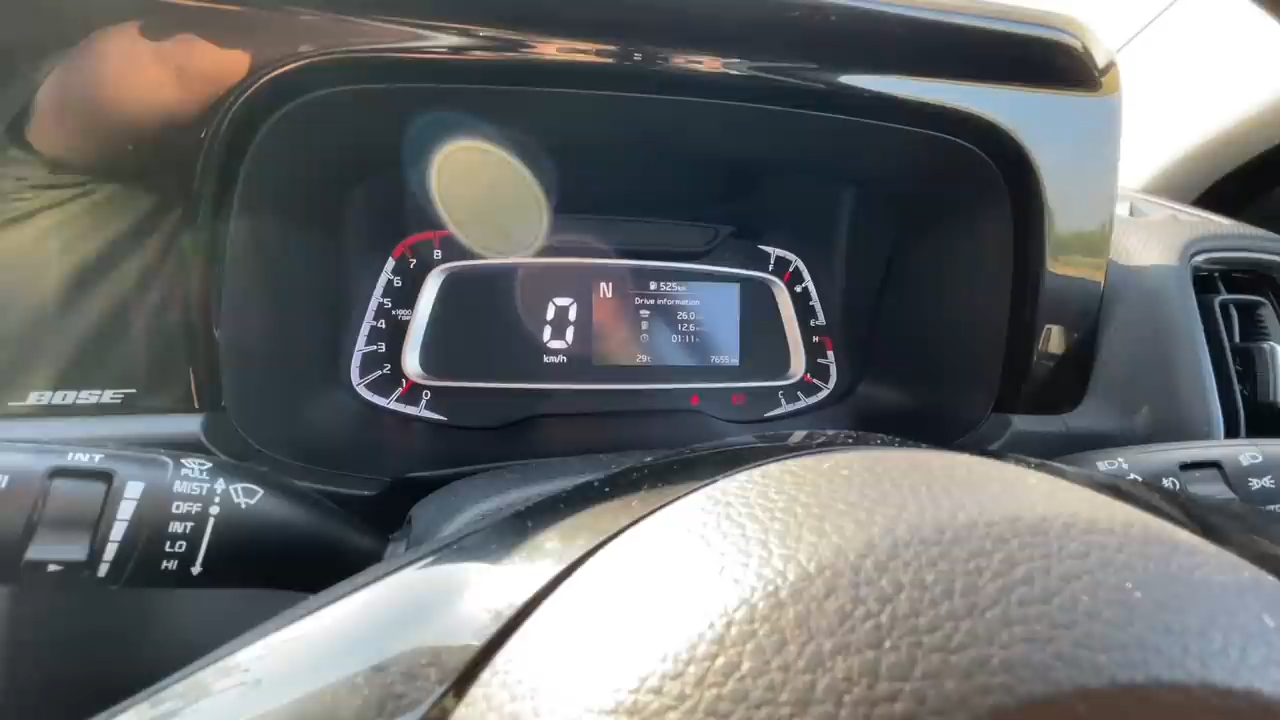 BOSE
8
7
6
5
4
3
2
1
0
x1000
rpm
0
km/h
N
525km
Drive information
26.0
12.6
01:11
29°C
7655
F
E
H
C
INT
PULL
MIST
OFF
INT
LO
HI